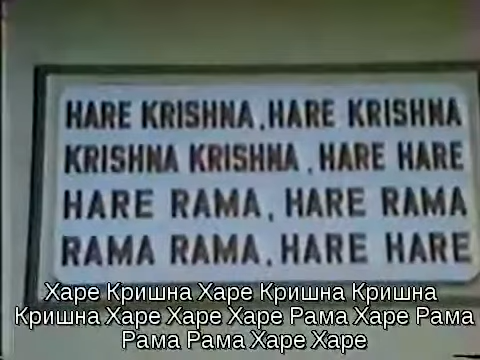 HARE KRISHNA, HARE KRISHNA
KRISHNA KRISHNA, HARE HARE
HARE RAMA, HARE RAMA
RAMA RAMA, HARE HARE
Харе Кришна Харе Кришна Кришна
Кришна Харе Харе Харе Рама Харе Рама
Рама Рама Харе Харе